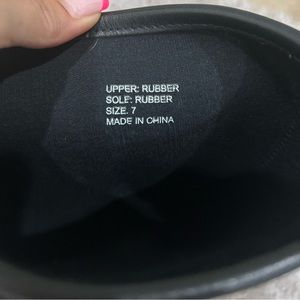 UPPER: RUBBER
SOLE: RUBBER
SIZE: 7
MADE IN CHINA